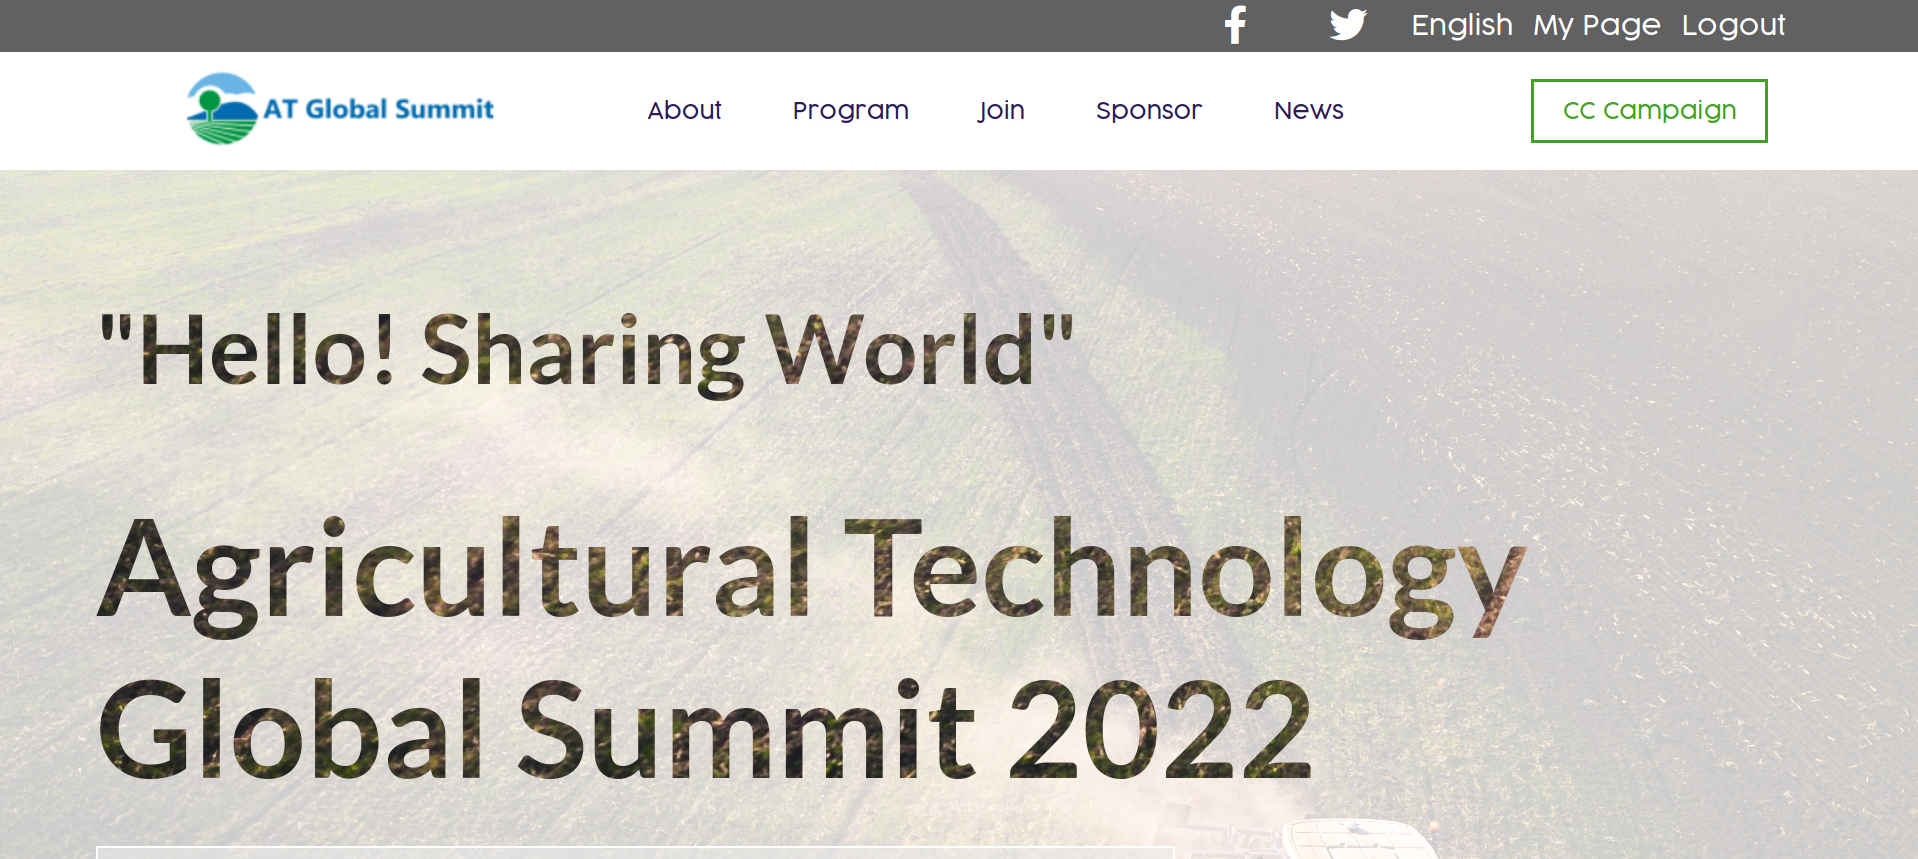 English My Page Logout
AT Global Summit
About Program Join Sponsor News
CC Campaign
"Hello! Sharing World"
Agricultural Technology
Global Summit 2022